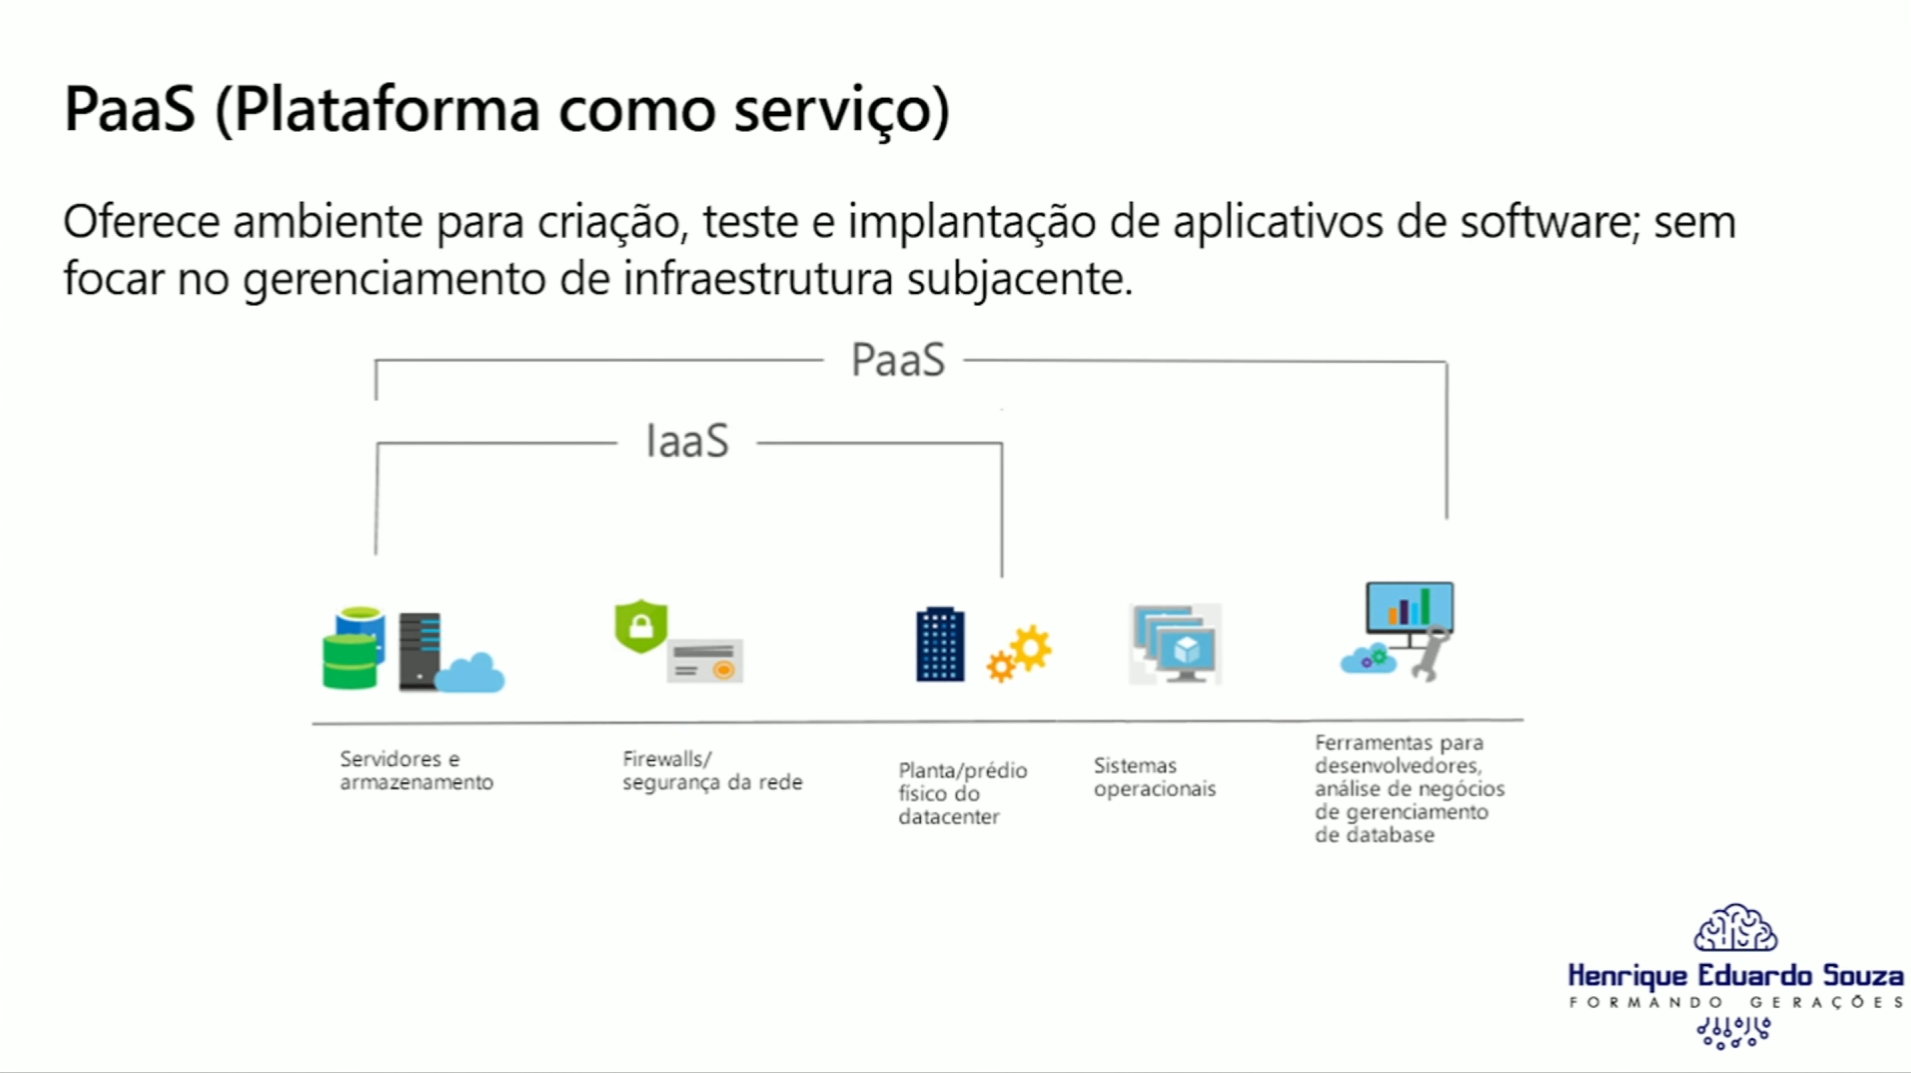 PaaS (Plataforma como serviço)
Oferece ambiente para criação, teste e implantação de aplicativos de software; sem
focar no gerenciamento de infraestrutura subjacente.
PaaS
IaaS
Servidores e
armazenamento
Firewalls/
segurança da rede
Planta/prédio
físico do
datacenter
Sistemas
operacionais
Ferramentas para
desenvolvedores,
análise de negócios
de gerenciamento
de database
Henrique Eduardo Souza
FORMANDO GERAÇÕES